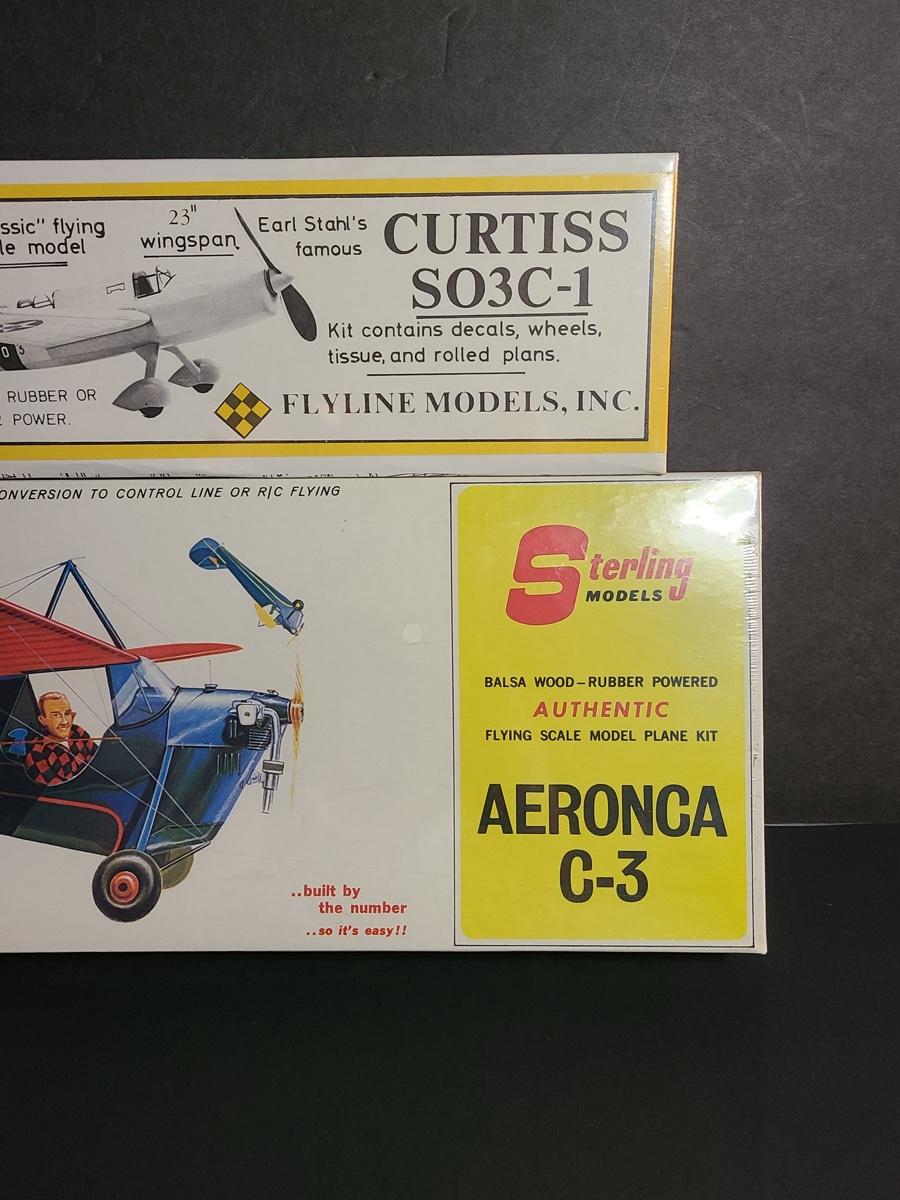 ssic" flying
le model
23"
wingspan
Earl Stahl's
famous
CURTISS
SO3C-1
Kit contains decals, wheels,
tissue, and rolled plans.
RUBBER OR
POWER.
FLYLINE MODELS, INC.
ONVERSION TO CONTROL LINE OR R/C FLYING
Sterling
MODELS
BALSA WOOD–RUBBER POWERED
AUTHENTIC
FLYING SCALE MODEL PLANE KIT
AERONCA
C-3
..built by
the number
..so it's easy!!